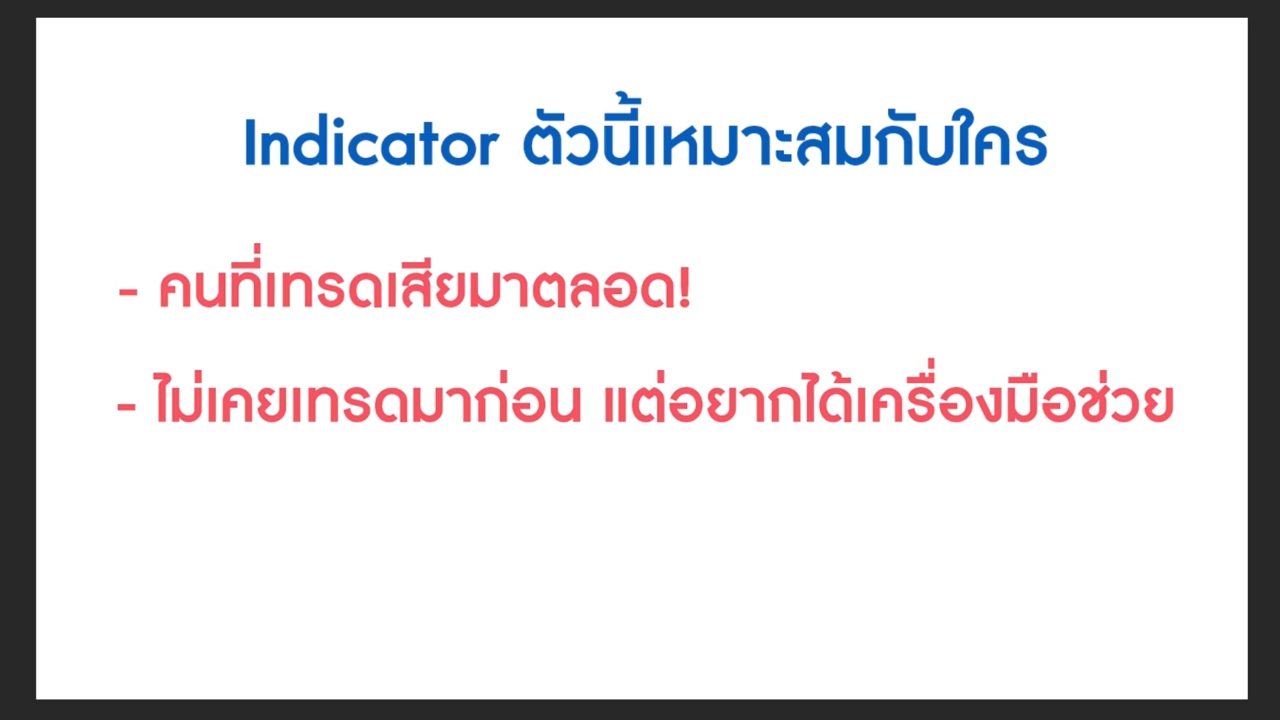 Indicator ตัวนี้เหมาะสมกับใคร
- คนที่เทรดเสียมาตลอด!
- ไม่เคยเทรดมาก่อน แต่อยากได้เครื่องมือช่วย